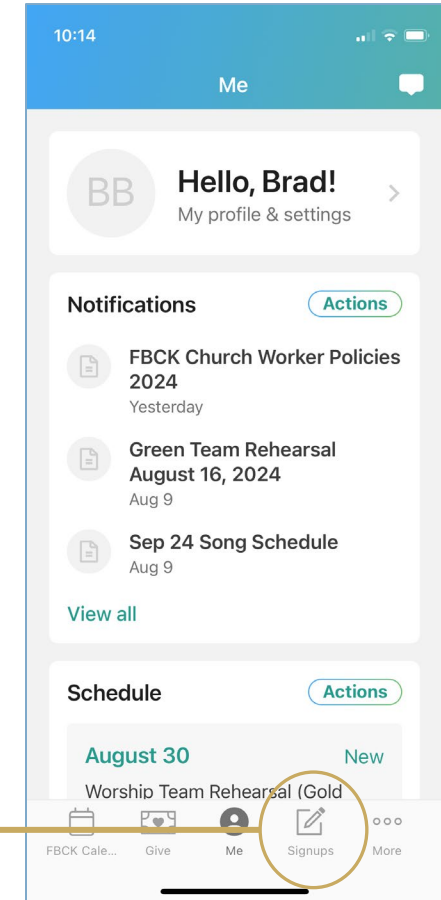 10:14
Me
BB
Hello, Brad!
My profile & settings
Notifications
Actions
FBCK Church Worker Policies
2024
Yesterday
Green Team Rehearsal
August 16, 2024
Aug 9
Sep 24 Song Schedule
Aug 9
View all
Schedule
Actions
August 30
New
Worship Team Rehearsal (Gold
FBCK Cale...
Give
Me
Signups
More